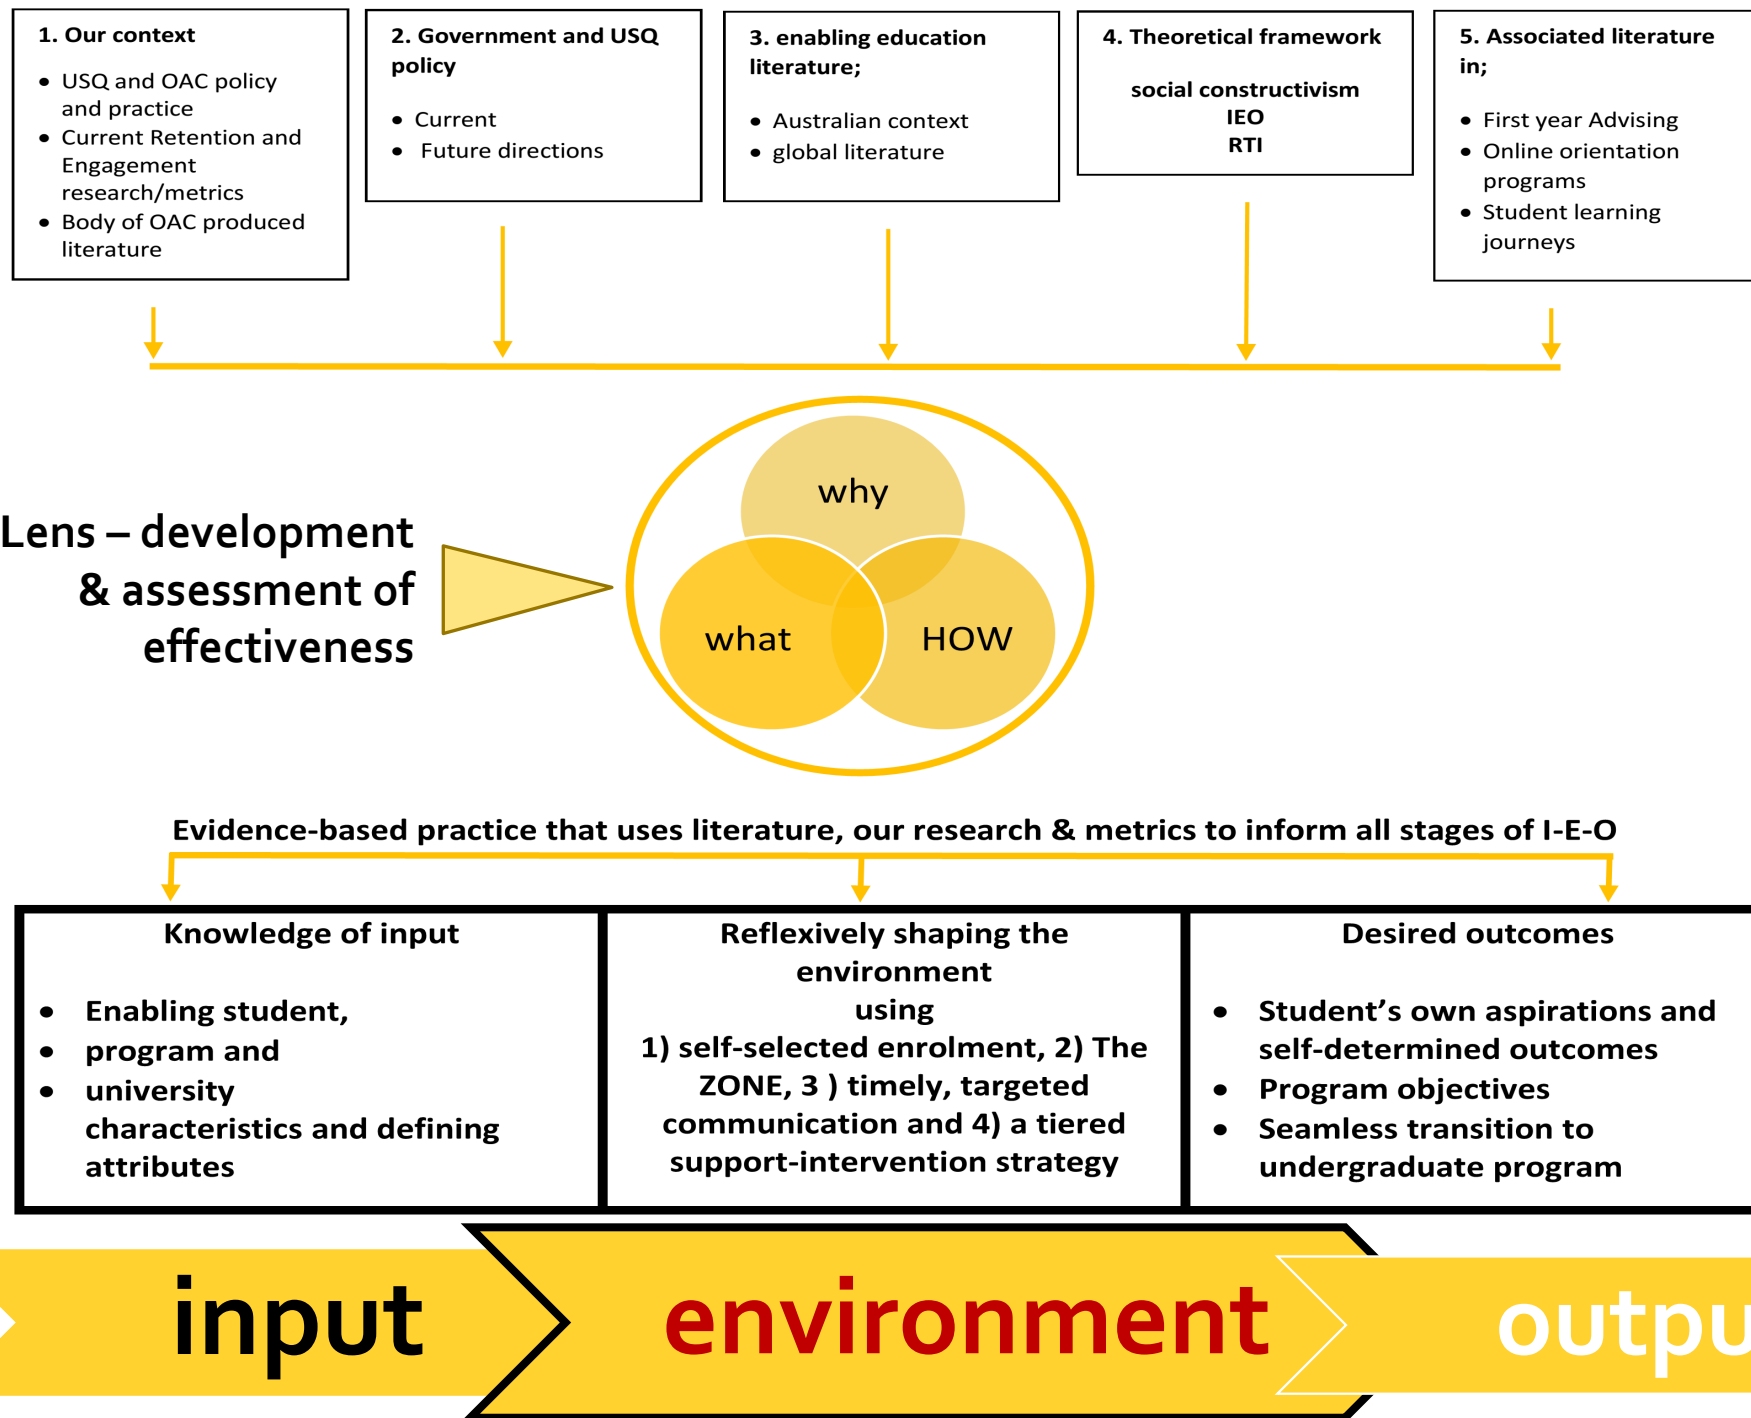 1. Our context
• USQ and OAC policy
and practice
• Current Retention and
Engagement
research/metrics
• Body of OAC produced
literature
2. Government and USQ
policy
• Current
• Future directions
3. enabling education
literature;
• Australian context
• global literature
4. Theoretical framework
social constructivism
IEO
RTI
5. Associated literature
in;
• First year Advising
• Online orientation
programs
• Student learning
journeys
Lens – development
& assessment of
effectiveness
why
what
HOW
Evidence-based practice that uses literature, our research & metrics to inform all stages of I-E-O
Knowledge of input
• Enabling student,
• program and
• university
characteristics and defining
attributes
Reflexively shaping the
environment
using
1) self-selected enrolment, 2) The
ZONE, 3 ) timely, targeted
communication and 4) a tiered
support-intervention strategy
Desired outcomes
• Student’s own aspirations and
self-determined outcomes
• Program objectives
• Seamless transition to
undergraduate program
input
environment
outpu